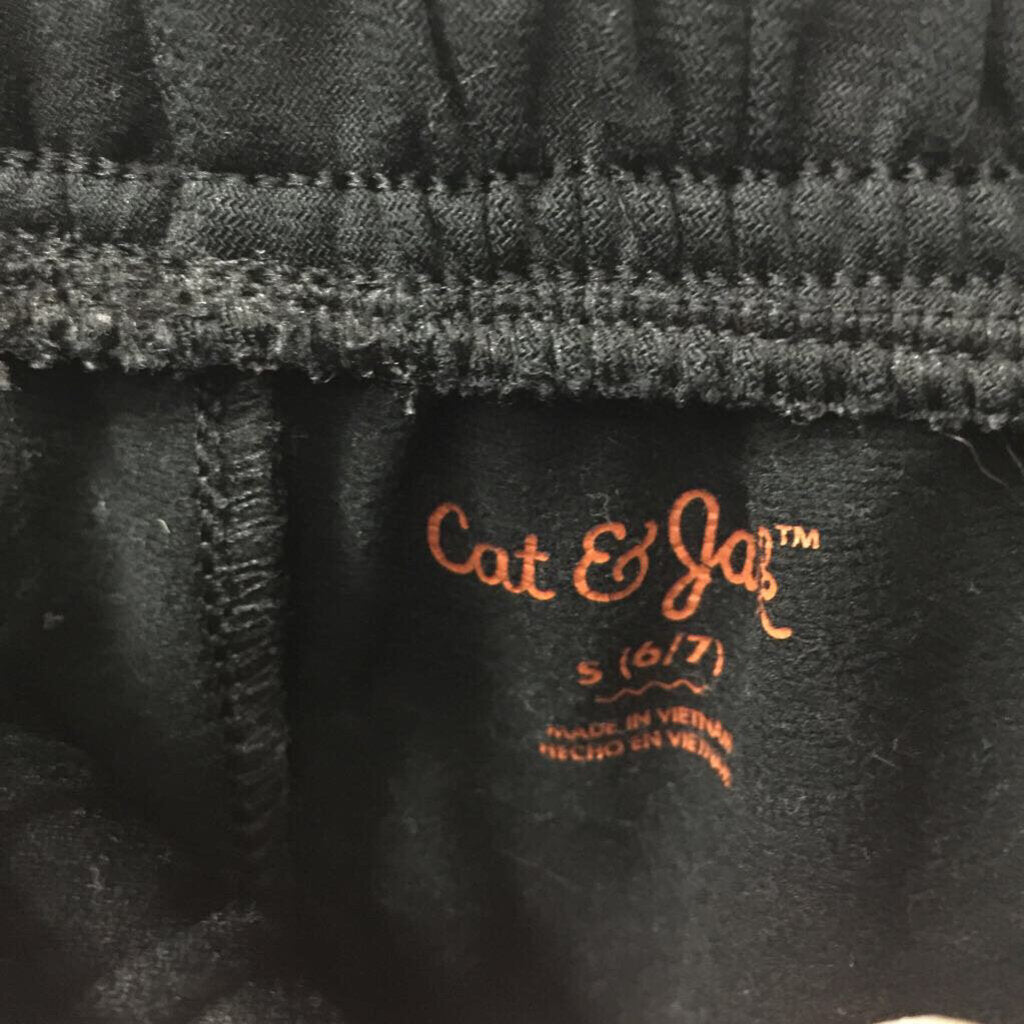 Cat & Jack™
S (6/7)
MADE IN VIETNAM
HECHO EN VIETNAM